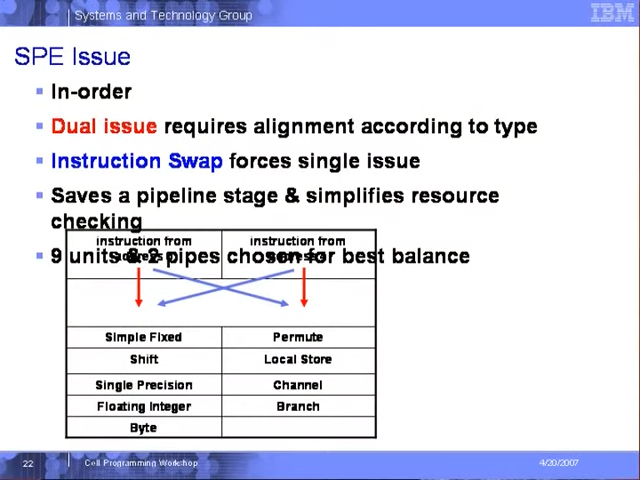 Systems and Technology Group
IBM
SPE Issue
In-order
Dual issue requires alignment according to type
Instruction Swap forces single issue
Saves a pipeline stage & simplifies resource
checking
9 units & 2 pipes chosen for best balance
instruction from instruction from
address address
Simple Fixed Permute
Shift Local Store
Single Precision Channel
Floating Integer Branch
Byte
22 Cell Programming Workshop 4/20/2007